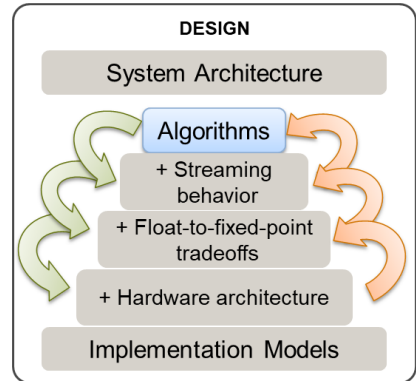 DESIGN
System Architecture
Algorithms
+ Streaming
behavior
+ Float-to-fixed-point
tradeoffs
+ Hardware architecture
Implementation Models